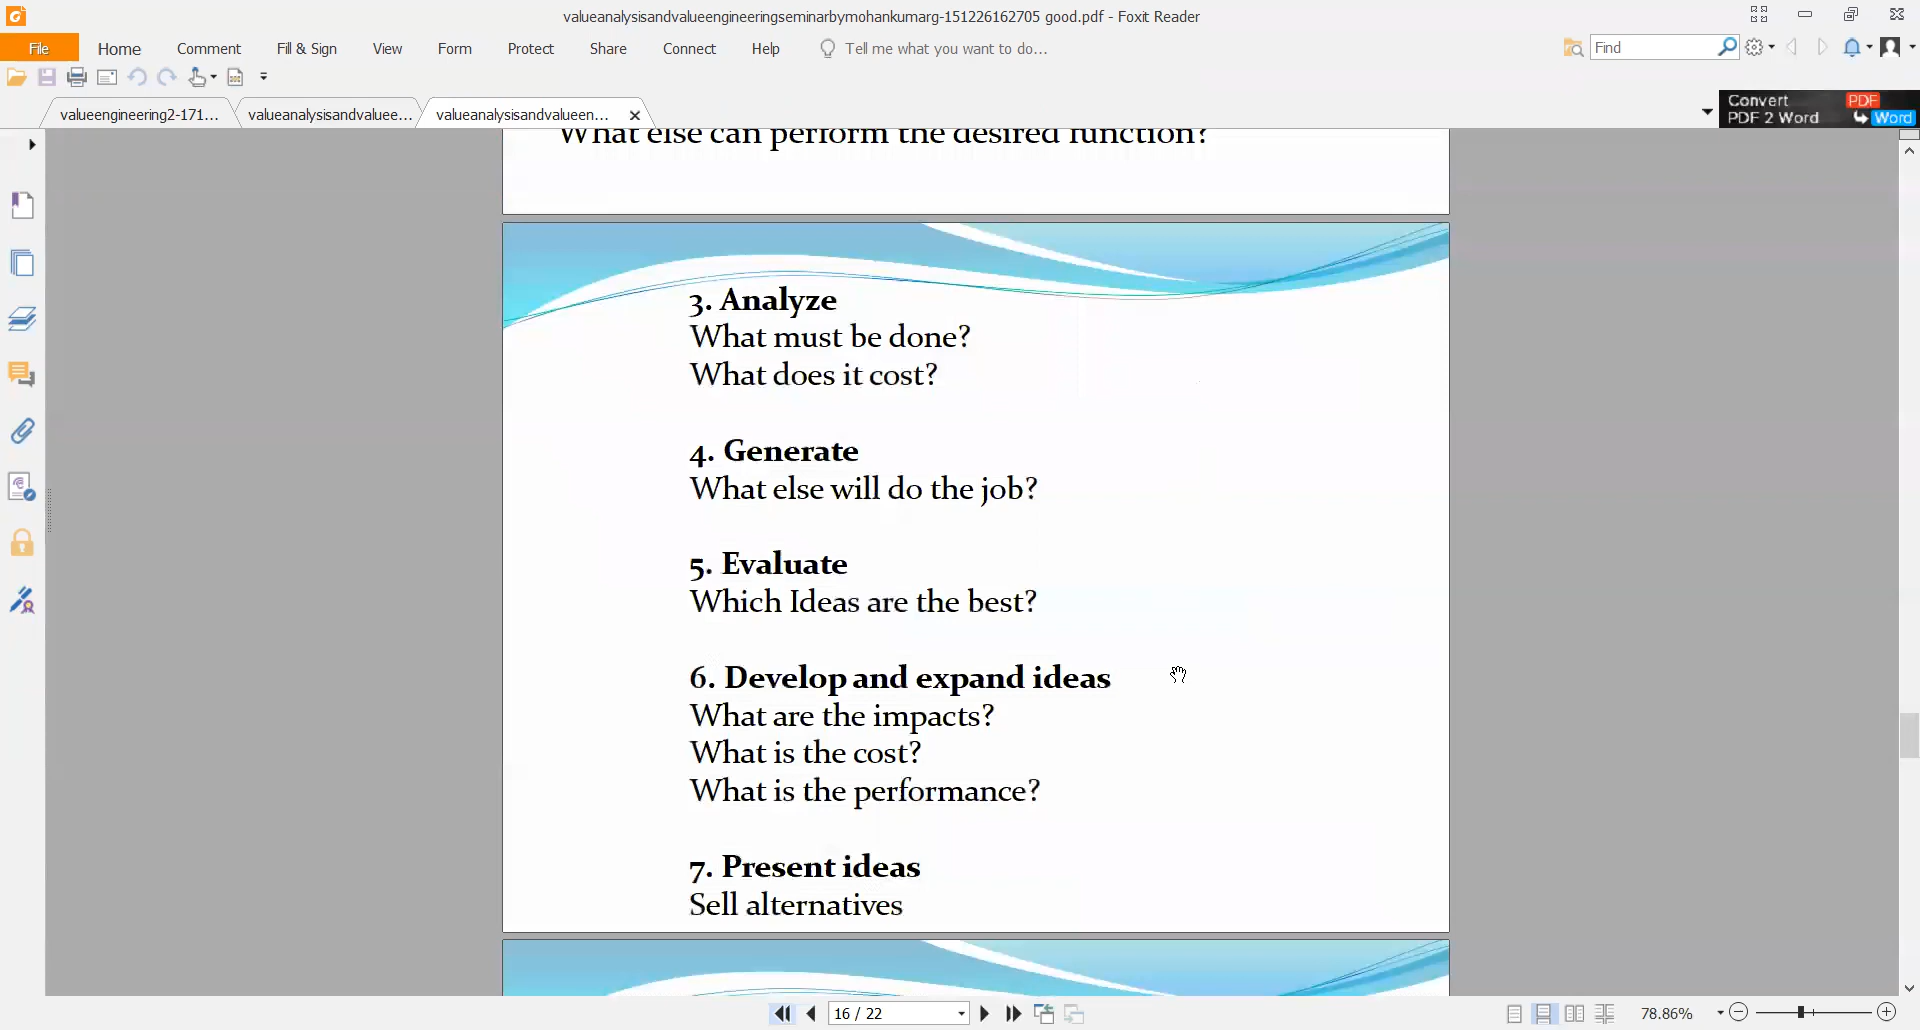 valueanalysisandvalueengineeringseminarbymohankumarg-151226162705 good.pdf - Foxit Reader
File Home Comment Fill & Sign View Form Protect Share Connect Help Tell me what you want to do... Find
valueengineering2-171... valueanalysisandvaluee... valueanalysisandvalueen...
Convert PDF
PDF 2 Word Word
What else can perform the desired function?
3. Analyze
What must be done?
What does it cost?
4. Generate
What else will do the job?
5. Evaluate
Which Ideas are the best?
6. Develop and expand ideas
What are the impacts?
What is the cost?
What is the performance?
7. Present ideas
Sell alternatives
16 / 22 78.86%